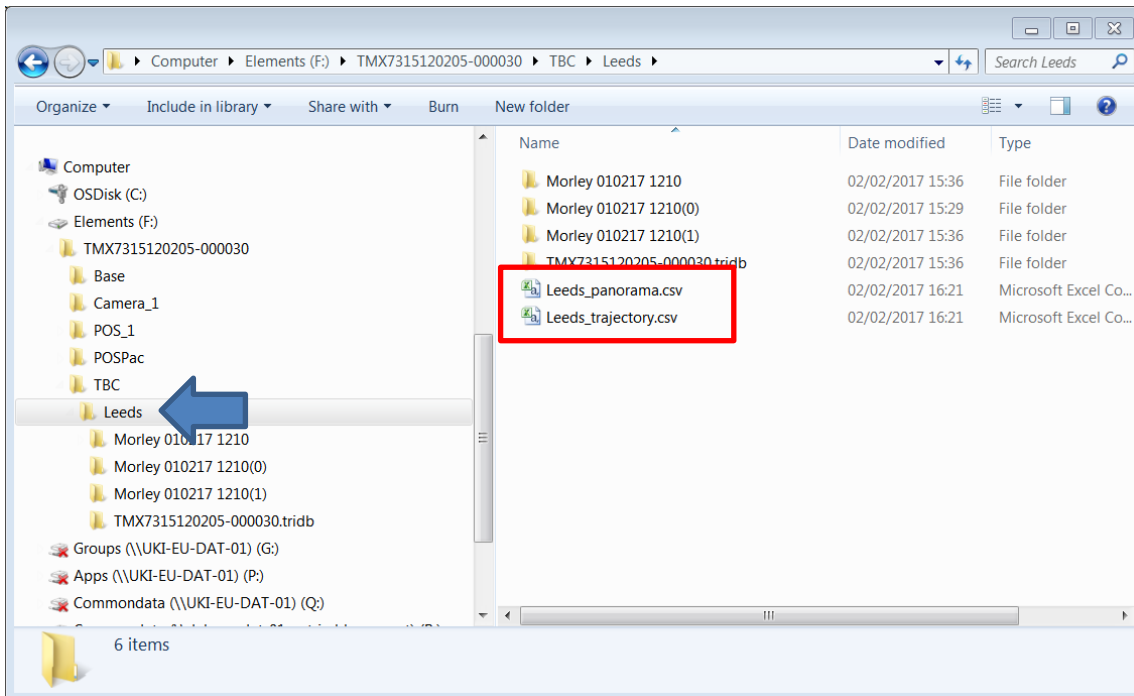 Computer Elements (F:) TMX7315120205-000030 TBC Leeds Search Leeds
Organize Include in library Share with Burn New folder
Computer
OSDisk (C:)
Elements (F:)
TMX7315120205-000030
Base
Camera_1
POS_1
POSPac
TBC
Leeds
Morley 010217 1210
Morley 010217 1210(0)
Morley 010217 1210(1)
TMX7315120205-000030.tridb
Groups (\\UKI-EU-DAT-01) (G:)
Apps (\\UKI-EU-DAT-01) (P:)
Commondata (\\UKI-EU-DAT-01) (Q:)
Name Date modified Type
Morley 010217 1210 02/02/2017 15:36 File folder
Morley 010217 1210(0) 02/02/2017 15:29 File folder
Morley 010217 1210(1) 02/02/2017 15:36 File folder
TMX7315120205-000030.tridb 02/02/2017 15:36 File folder
Leeds_panorama.csv 02/02/2017 16:21 Microsoft Excel Co...
Leeds_trajectory.csv 02/02/2017 16:21 Microsoft Excel Co...
6 items